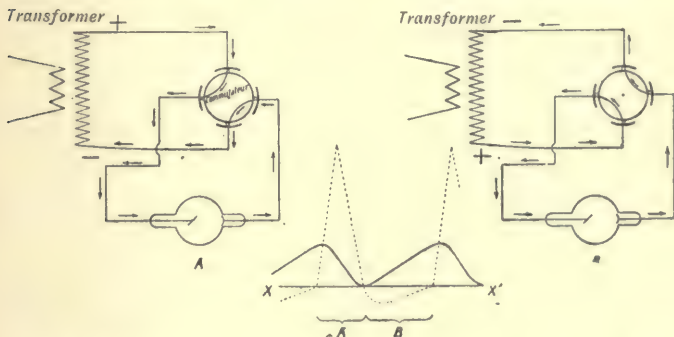 Transformer
+
Commutateur
−
A
Transformer
−
+
B
X X'
A B